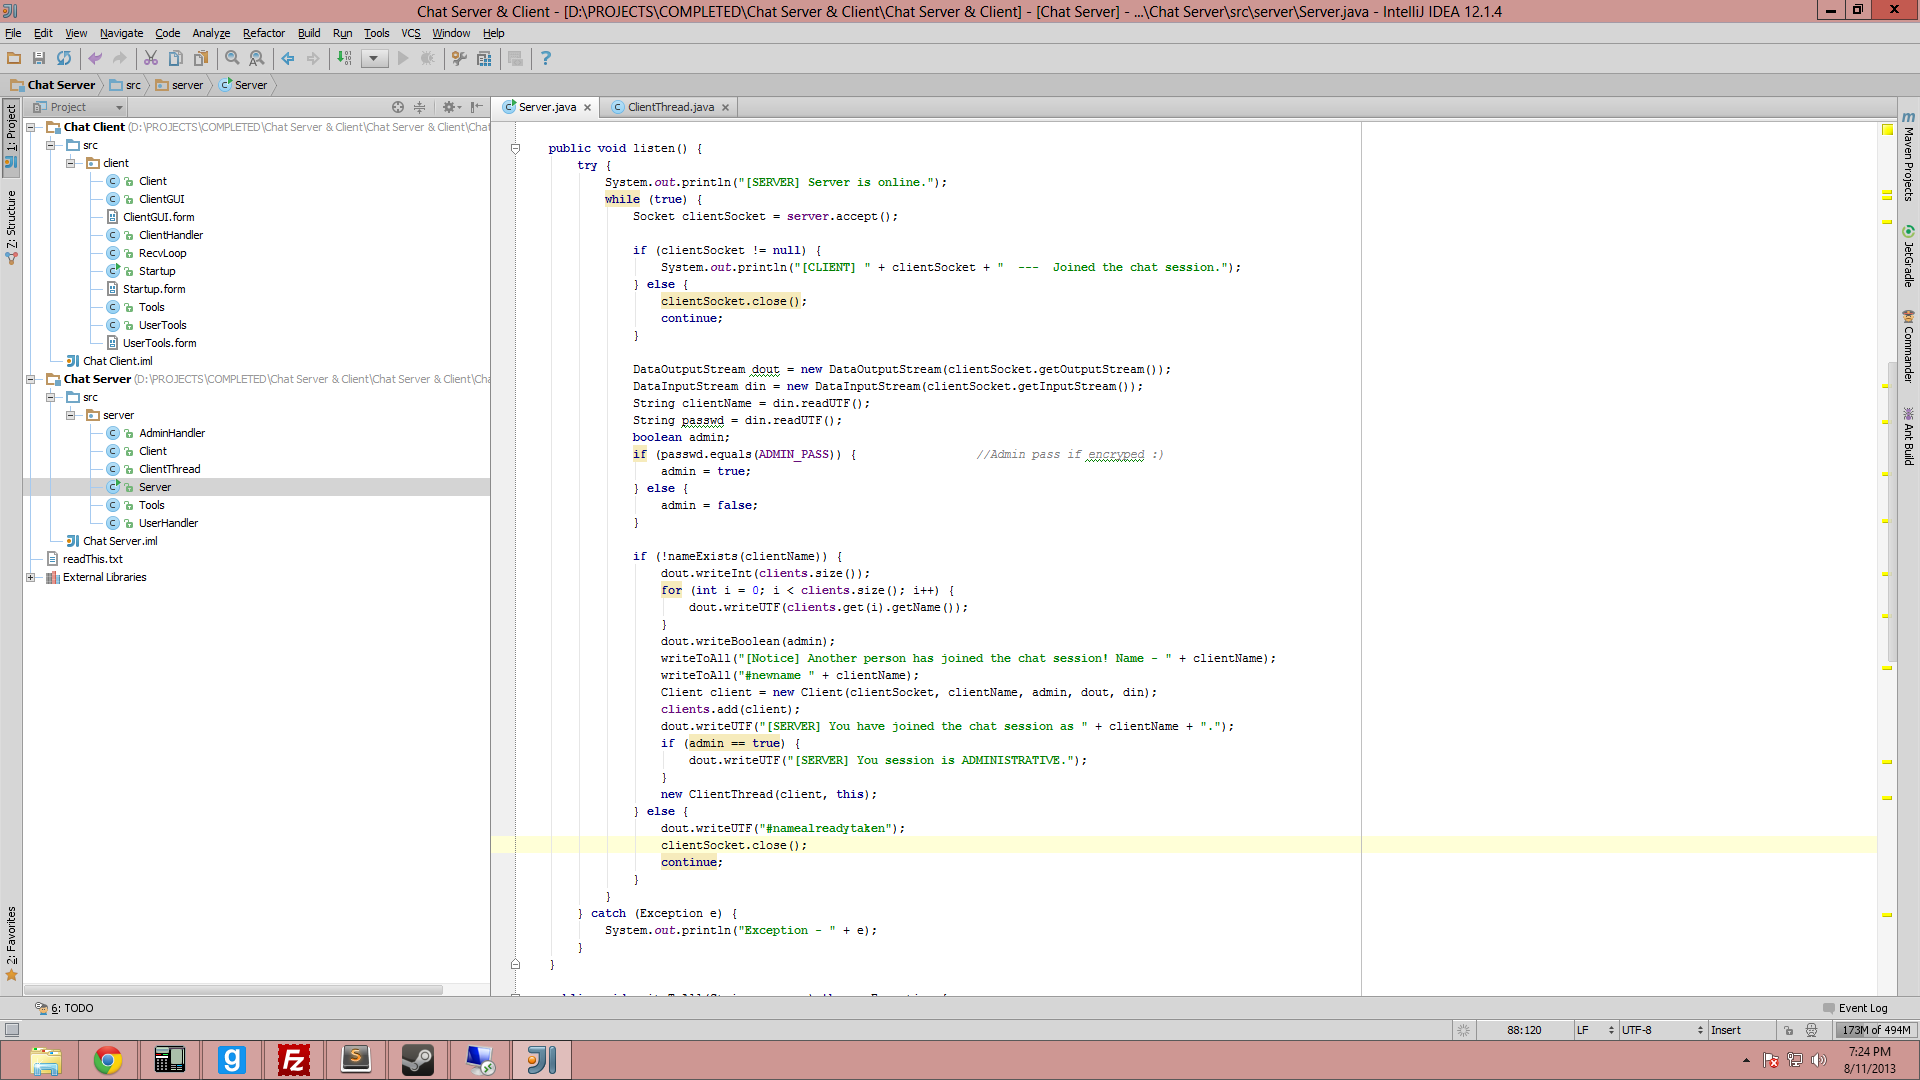 Chat Server & Client - [D:\PROJECTS\COMPLETED\Chat Server & Client\Chat Server & Client] - [Chat Server] - ...\Chat Server\src\server\Server.java - IntelliJ IDEA 12.1.4
File Edit View Navigate Code Analyze Refactor Build Run Tools VCS Window Help
Chat Server src server Server
Project
Server.java ClientThread.java
1: Project
Z: Structure
2: Favorites
Chat Client (D:\PROJECTS\COMPLETED\Chat Server & Client\Chat Server & Client\Chat
src
client
Client
ClientGUI
ClientGUI.form
ClientHandler
RecvLoop
Startup
Startup.form
Tools
UserTools
UserTools.form
Chat Client.iml
Chat Server (D:\PROJECTS\COMPLETED\Chat Server & Client\Chat Server & Client\Chat
src
server
AdminHandler
Client
ClientThread
Server
Tools
UserHandler
Chat Server.iml
readThis.txt
External Libraries
public void listen() {
try {
System.out.println("[SERVER] Server is online.");
while (true) {
Socket clientSocket = server.accept();
if (clientSocket != null) {
System.out.println("[CLIENT] " + clientSocket + "  ---  Joined the chat session.");
} else {
clientSocket.close();
continue;
}
DataOutputStream dout = new DataOutputStream(clientSocket.getOutputStream());
DataInputStream din = new DataInputStream(clientSocket.getInputStream());
String clientName = din.readUTF();
String passwd = din.readUTF();
boolean admin;
if (passwd.equals(ADMIN_PASS)) { //Admin pass if encryped :)
admin = true;
} else {
admin = false;
}
if (!nameExists(clientName)) {
dout.writeInt(clients.size());
for (int i = 0; i < clients.size(); i++) {
dout.writeUTF(clients.get(i).getName());
}
dout.writeBoolean(admin);
writeToAll("[Notice] Another person has joined the chat session! Name - " + clientName);
writeToAll("#newname " + clientName);
Client client = new Client(clientSocket, clientName, admin, dout, din);
clients.add(client);
dout.writeUTF("[SERVER] You have joined the chat session as " + clientName + ".");
if (admin == true) {
dout.writeUTF("[SERVER] You session is ADMINISTRATIVE.");
}
new ClientThread(client, this);
} else {
dout.writeUTF("#namealreadytaken");
clientSocket.close();
continue;
}
}
} catch (Exception e) {
System.out.println("Exception - " + e);
}
}
Maven Projects
JetGradle
Commander
Ant Build
6: TODO
Event Log
88:120 LF UTF-8 Insert 173M of 494M
7:24 PM
8/11/2013